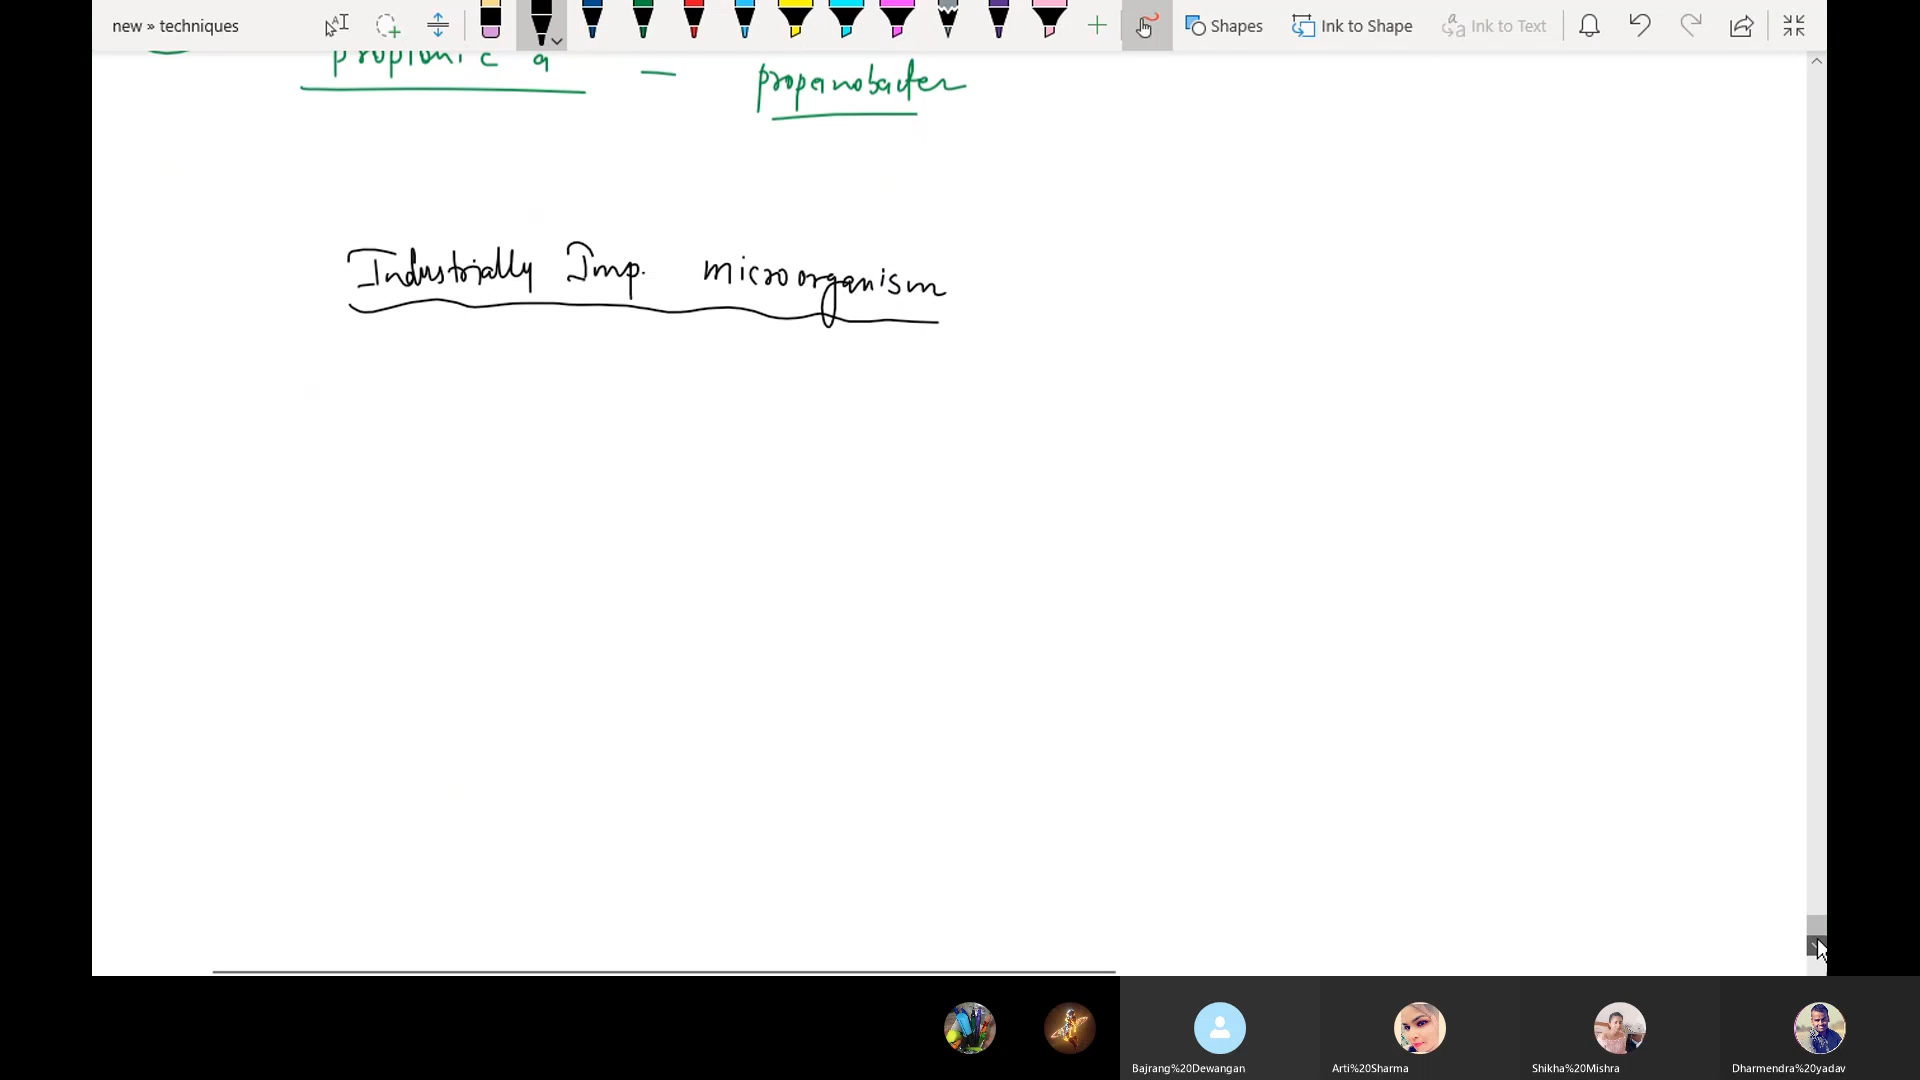 new » techniques
Shapes
Ink to Shape
Ink to Text
propionic a — propanobacter
Industrially Imp. microorganism
Bajrang%20Dewangan
Arti%20Sharma
Shikha%20Mishra
Dharmendra%20yadav